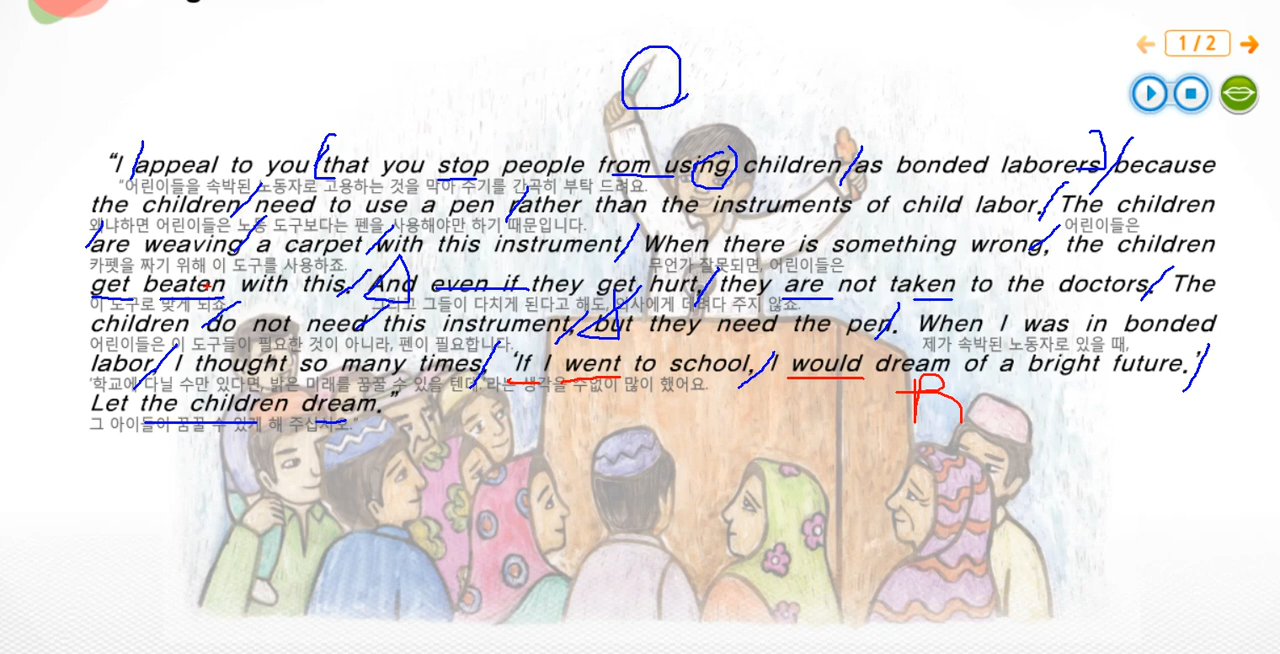 1 / 2
“I appeal to you that you stop people from using children as bonded laborers because
“어린이들을 속박된 노동자로 고용하는 것을 막아 주기를 간곡히 부탁 드려요.
the children need to use a pen rather than the instruments of child labor. The children
왜냐하면 어린이들은 노동 도구보다는 펜을 사용해야만 하기 때문입니다. 어린이들은
are weaving a carpet with this instrument. When there is something wrong, the children
카펫을 짜기 위해 이 도구를 사용하죠. 무언가 잘못되면, 어린이들은
get beaten with this. And even if they get hurt, they are not taken to the doctors. The
이 도구로 맞게 되죠. 그리고 그들이 다치게 된다고 해도, 의사에게 데려다 주지 않죠.
children do not need this instrument, but they need the pen. When I was in bonded
어린이들은 이 도구들이 필요한 것이 아니라, 펜이 필요합니다. 제가 속박된 노동자로 있을 때,
labor, I thought so many times, ‘If I went to school, I would dream of a bright future.’
‘학교에 다닐 수만 있다면, 밝은 미래를 꿈꿀 수 있을 텐데.’라는 생각을 수없이 많이 했어요.
R
Let the children dream.”
그 아이들이 꿈꿀 수 있게 해 주십시오.”